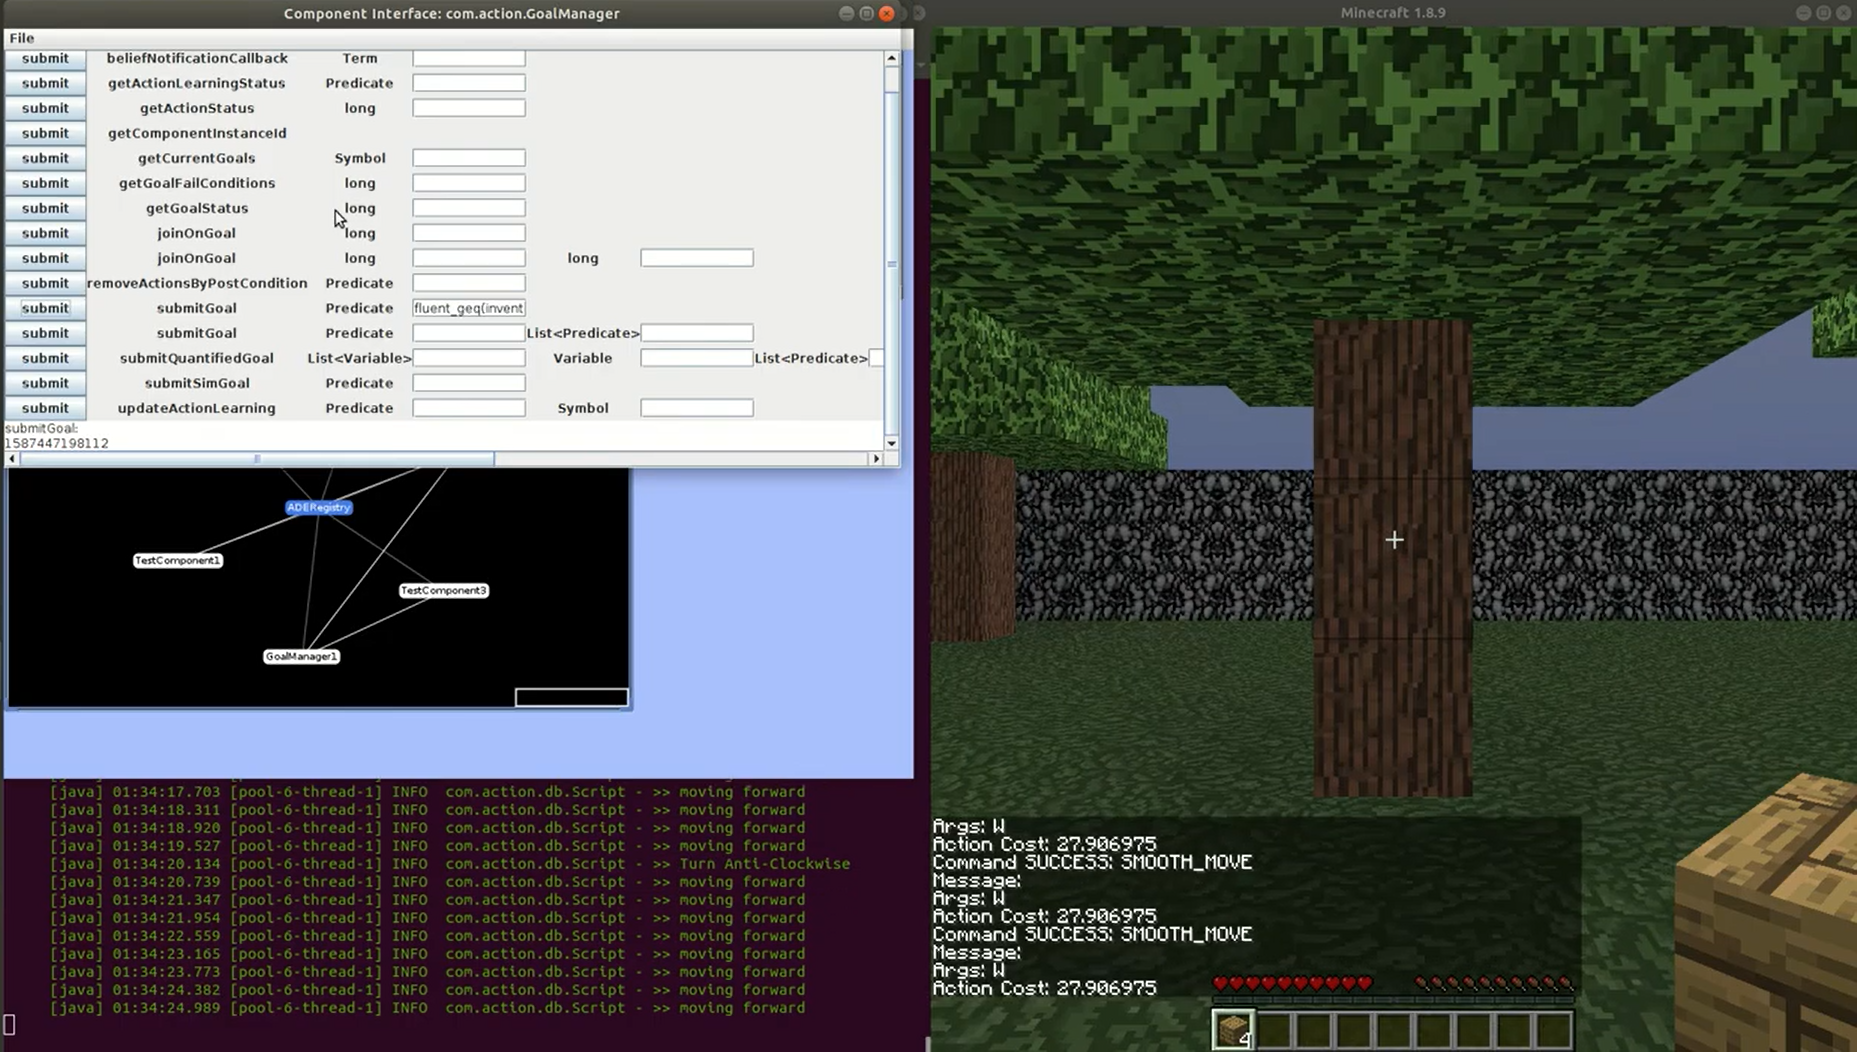 Component Interface: com.action.GoalManager
File
submit beliefNotificationCallback Term
submit getActionLearningStatus Predicate
submit getActionStatus long
submit getComponentInstanceId
submit getCurrentGoals Symbol
submit getGoalFailConditions long
submit getGoalStatus long
submit joinOnGoal long
submit joinOnGoal long long
submit removeActionsByPostCondition Predicate
submit submitGoal Predicate fluent_geq(invent
submit submitGoal Predicate List<Predicate>
submit submitQuantifiedGoal List<Variable> Variable List<Predicate>
submit submitSimGoal Predicate
submit updateActionLearning Predicate Symbol
submitGoal:
1587447198112
ADERegistry
TestComponent1
TestComponent3
GoalManager1
[java] 01:34:17.703 [pool-6-thread-1] INFO com.action.db.Script - >> moving forward
[java] 01:34:18.311 [pool-6-thread-1] INFO com.action.db.Script - >> moving forward
[java] 01:34:18.920 [pool-6-thread-1] INFO com.action.db.Script - >> moving forward
[java] 01:34:19.527 [pool-6-thread-1] INFO com.action.db.Script - >> moving forward
[java] 01:34:20.134 [pool-6-thread-1] INFO com.action.db.Script - >> Turn Anti-Clockwise
[java] 01:34:20.739 [pool-6-thread-1] INFO com.action.db.Script - >> moving forward
[java] 01:34:21.347 [pool-6-thread-1] INFO com.action.db.Script - >> moving forward
[java] 01:34:21.954 [pool-6-thread-1] INFO com.action.db.Script - >> moving forward
[java] 01:34:22.559 [pool-6-thread-1] INFO com.action.db.Script - >> moving forward
[java] 01:34:23.165 [pool-6-thread-1] INFO com.action.db.Script - >> moving forward
[java] 01:34:23.773 [pool-6-thread-1] INFO com.action.db.Script - >> moving forward
[java] 01:34:24.382 [pool-6-thread-1] INFO com.action.db.Script - >> moving forward
[java] 01:34:24.989 [pool-6-thread-1] INFO com.action.db.Script - >> moving forward
Minecraft 1.8.9
Args: W
Action Cost: 27.906975
Command SUCCESS: SMOOTH_MOVE
Message:
Args: W
Action Cost: 27.906975
Command SUCCESS: SMOOTH_MOVE
Message:
Args: W
Action Cost: 27.906975
4